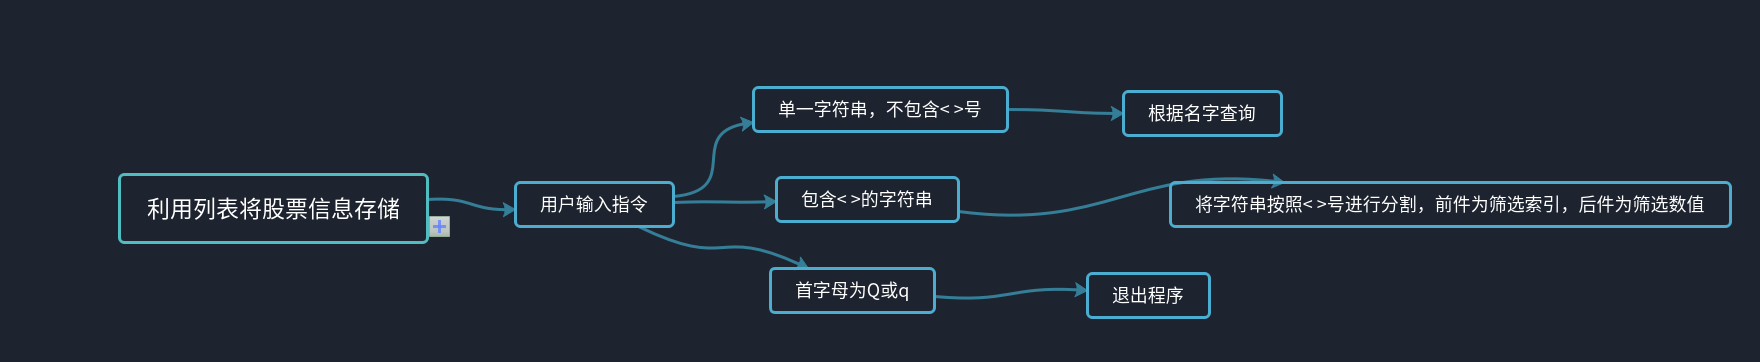 利用列表将股票信息存储
用户输入指令
单一字符串，不包含< >号
根据名字查询
包含< >的字符串
将字符串按照< >号进行分割，前件为筛选索引，后件为筛选数值
首字母为Q或q
退出程序